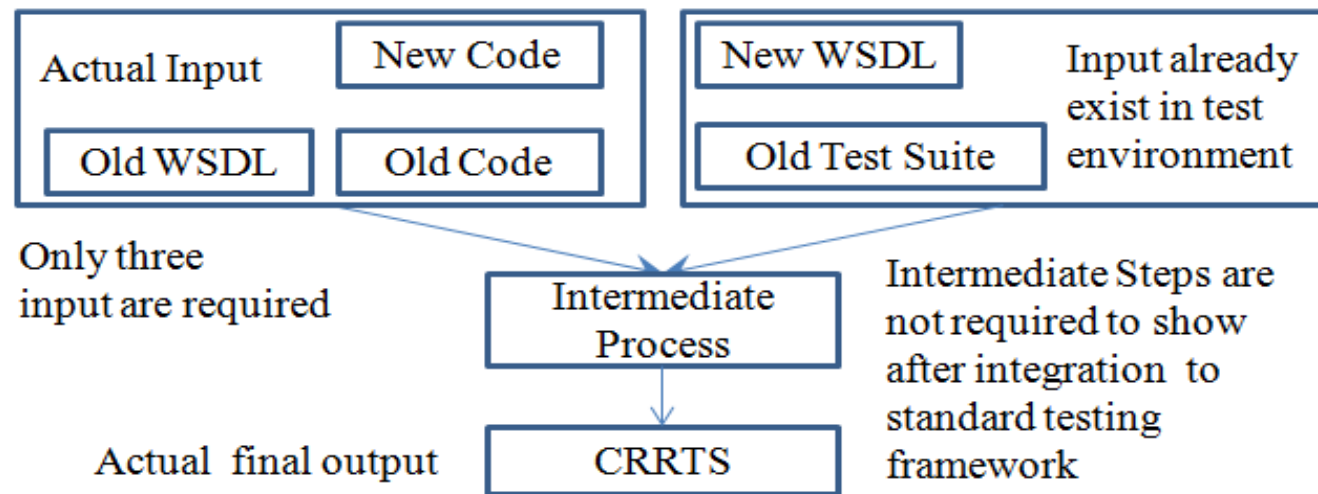 Actual Input
New Code
Old WSDL
Old Code
New WSDL
Old Test Suite
Input already
exist in test
environment
Only three
input are required
Intermediate
Process
Intermediate Steps are
not required to show
after integration to
standard testing
framework
Actual final output
CRRTS